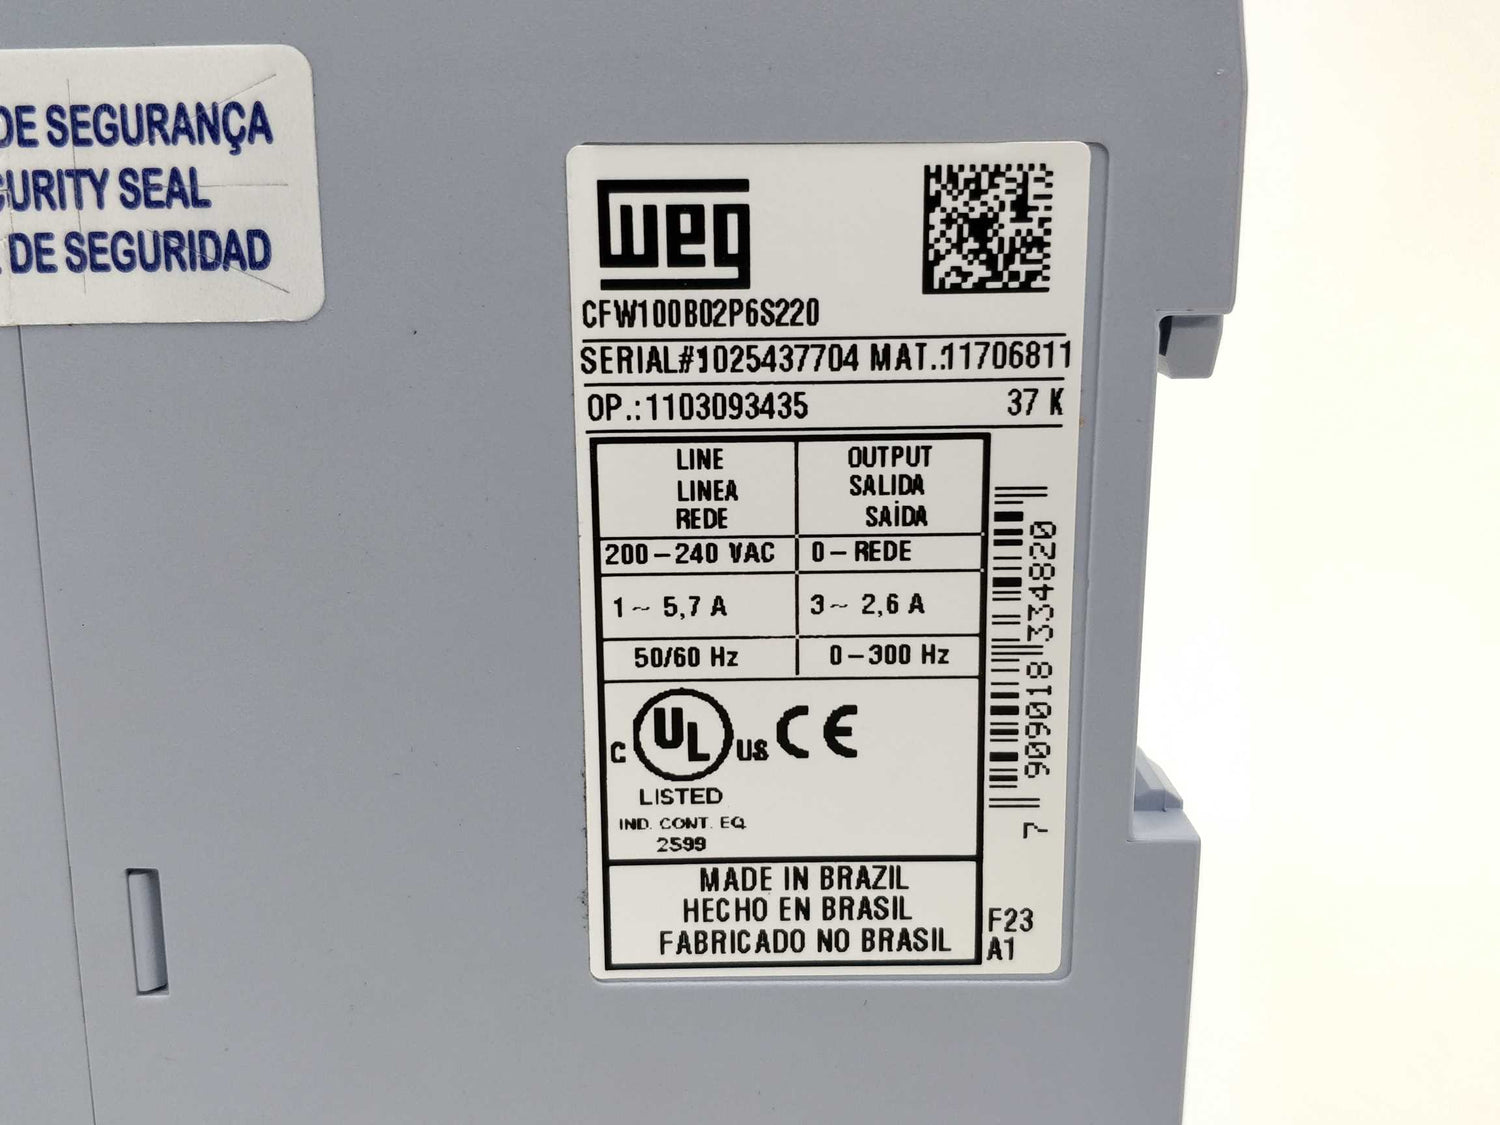 DE SEGURANÇA
CURITY SEAL
DE SEGURIDAD
weg
CFW100B02P6S220
SERIAL#1025437704 MAT.:11706811
OP.:1103093435 37 K
LINE OUTPUT
LINEA SALIDA
REDE SAÍDA
200-240 VAC 0-REDE
1~ 5,7 A 3~ 2,6 A
50/60 Hz 0-300 Hz
C UL US CE
LISTED
IND. CONT. EQ.
2599
MADE IN BRAZIL
HECHO EN BRASIL
FABRICADO NO BRASIL
7 909018 334820
F23
A1